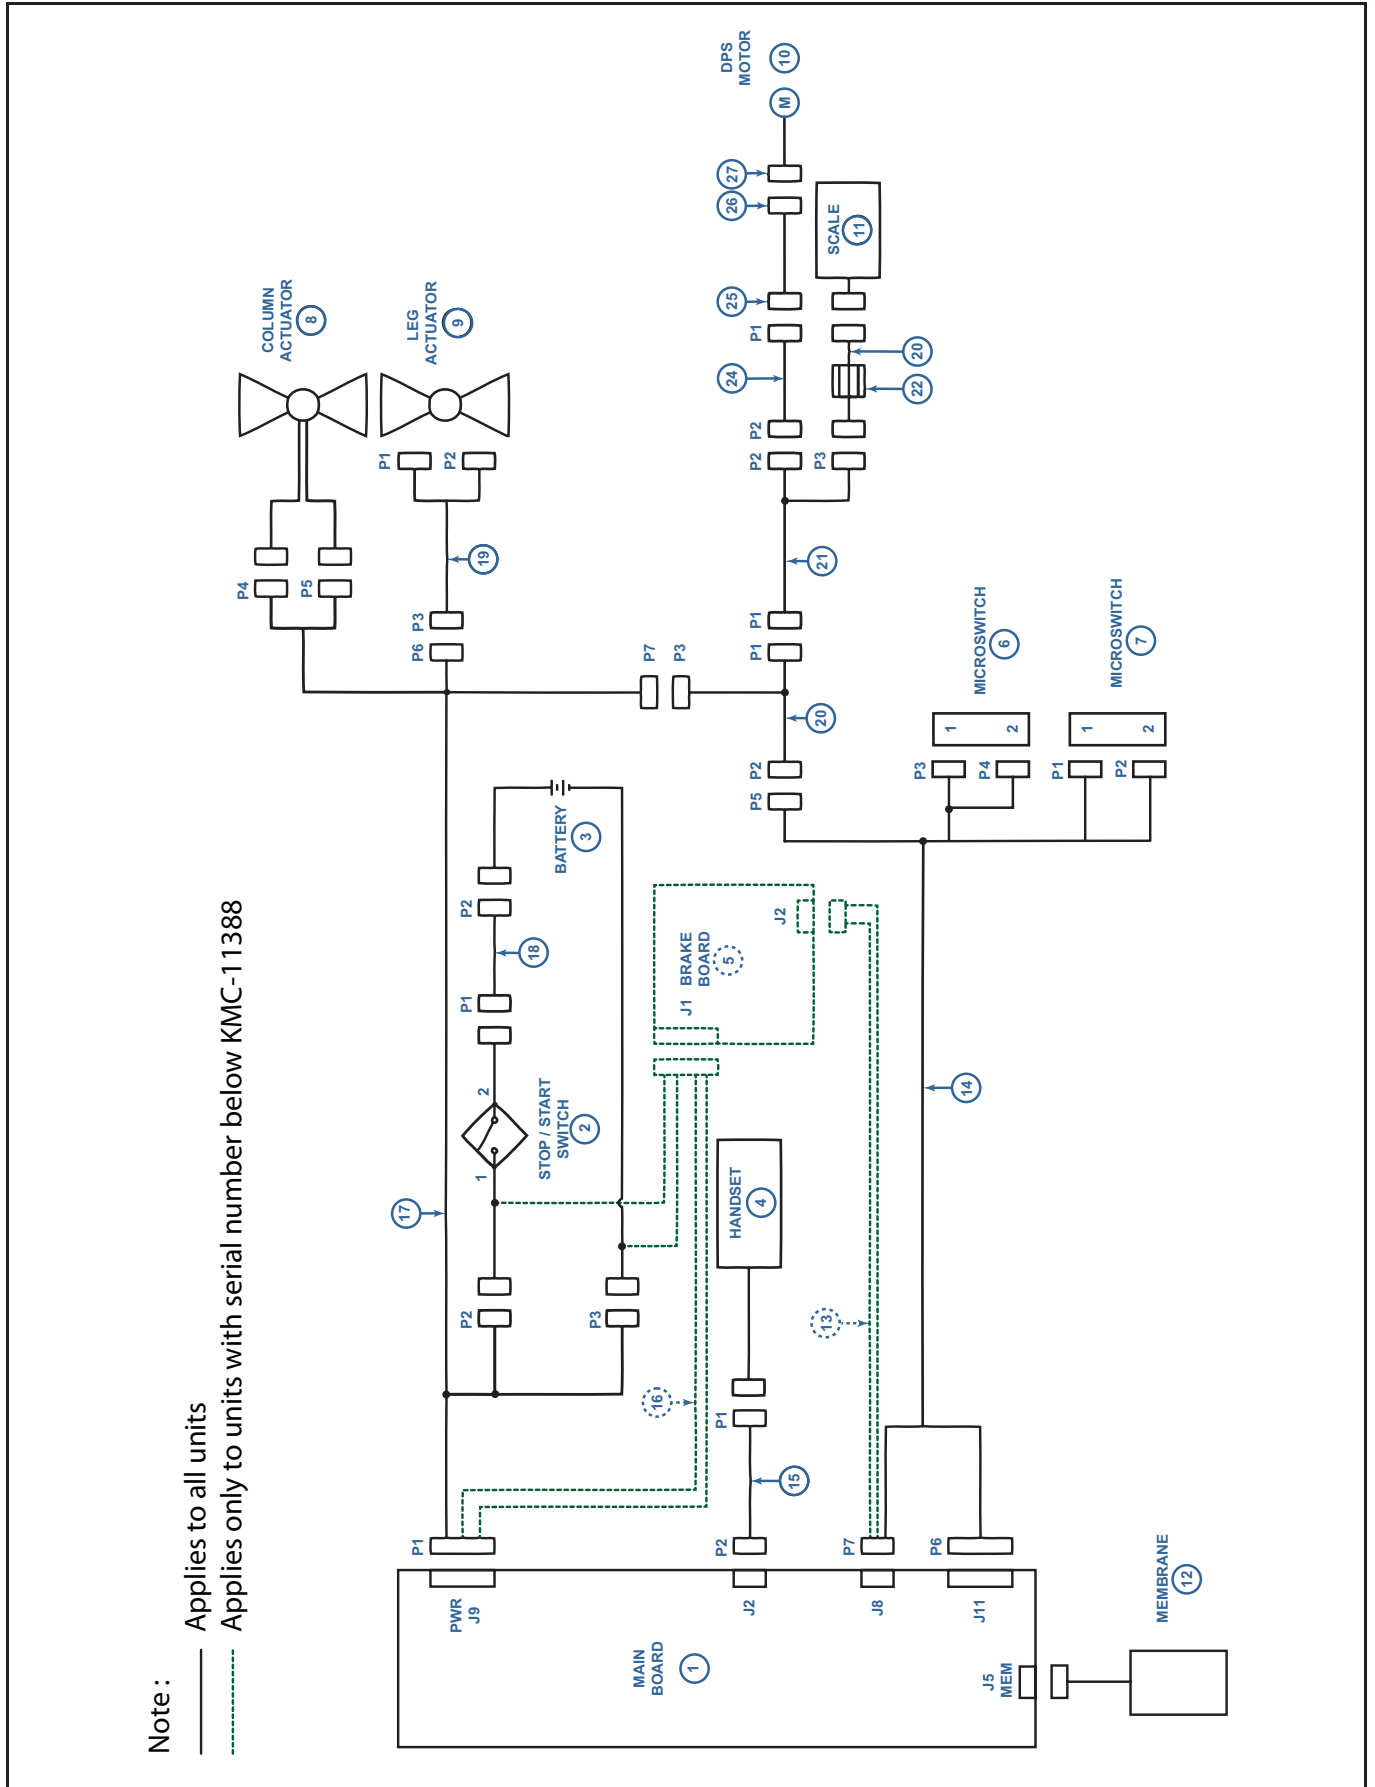 Note :
Applies to all units
Applies only to units with serial number below KMC-11388
COLUMN
ACTUATOR
8
LEG
ACTUATOR
9
P4
P5
P1
P2
19
P3
P6
17
P7
P3
DPS
MOTOR
10
M
27
26
25
P1
24
P2
P2
SCALE
11
20
22
P3
21
P1
P1
20
P2
P5
MICROSWITCH
6
1
2
P3
P4
MICROSWITCH
7
1
2
P1
P2
BATTERY
3
P2
18
P1
2
STOP / START
SWITCH
2
1
P2
P3
J1
BRAKE
BOARD
5
J2
HANDSET
4
13
14
16
P1
15
P1
P2
P7
P6
PWR
J9
J2
J8
J11
MAIN
BOARD
1
J5
MEM
MEMBRANE
12